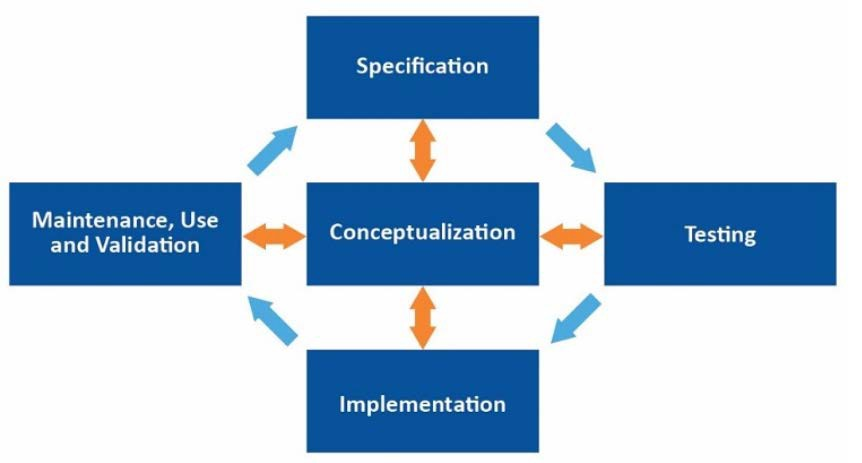 Specification
Maintenance, Use
and Validation
Conceptualization
Testing
Implementation